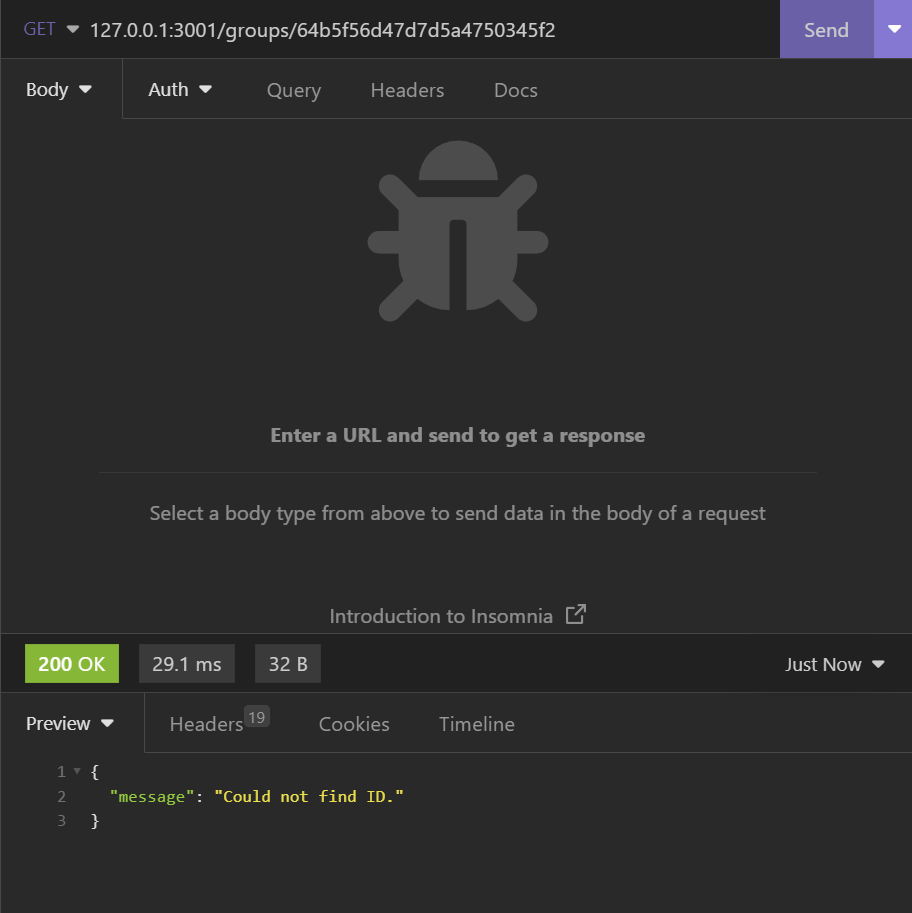 GET 127.0.0.1:3001/groups/64b5f56d47d7d5a4750345f2 Send
Body Auth Query Headers Docs
Enter a URL and send to get a response
Select a body type from above to send data in the body of a request
Introduction to Insomnia
200 OK 29.1 ms 32 B Just Now
Preview Headers 19 Cookies Timeline
1 {
2 "message": "Could not find ID."
3 }